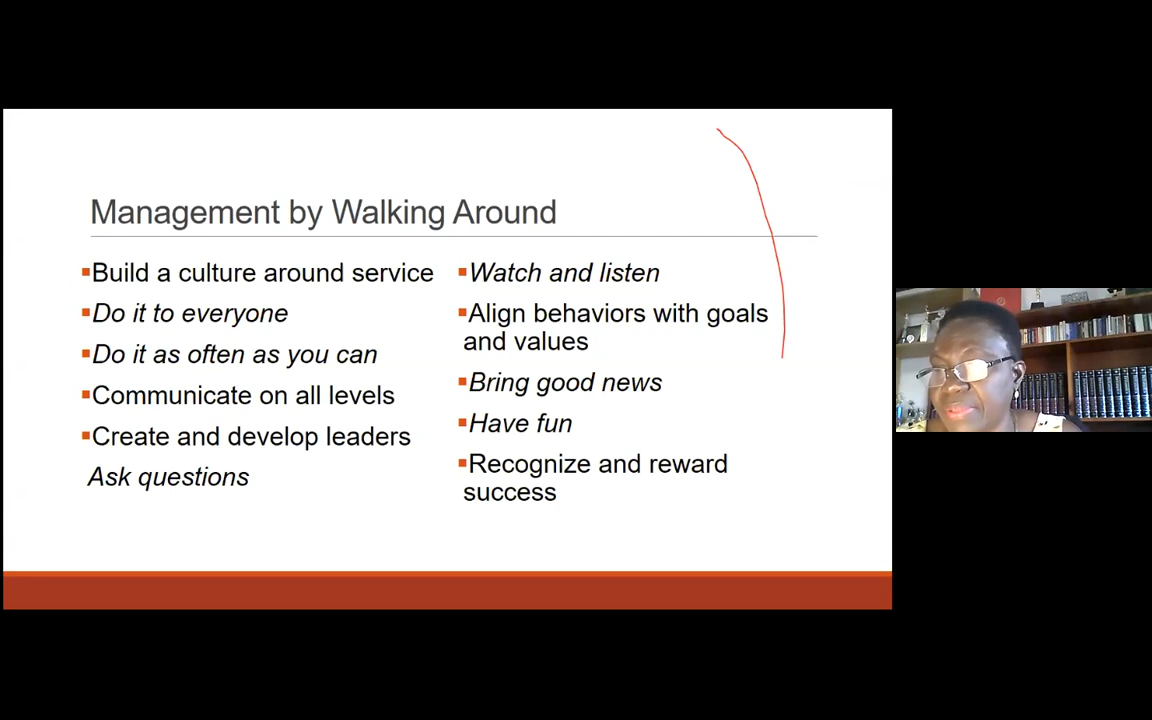 Management by Walking Around
▪Build a culture around service
▪Do it to everyone
▪Do it as often as you can
▪Communicate on all levels
▪Create and develop leaders
Ask questions
▪Watch and listen
▪Align behaviors with goals
and values
▪Bring good news
▪Have fun
▪Recognize and reward
success